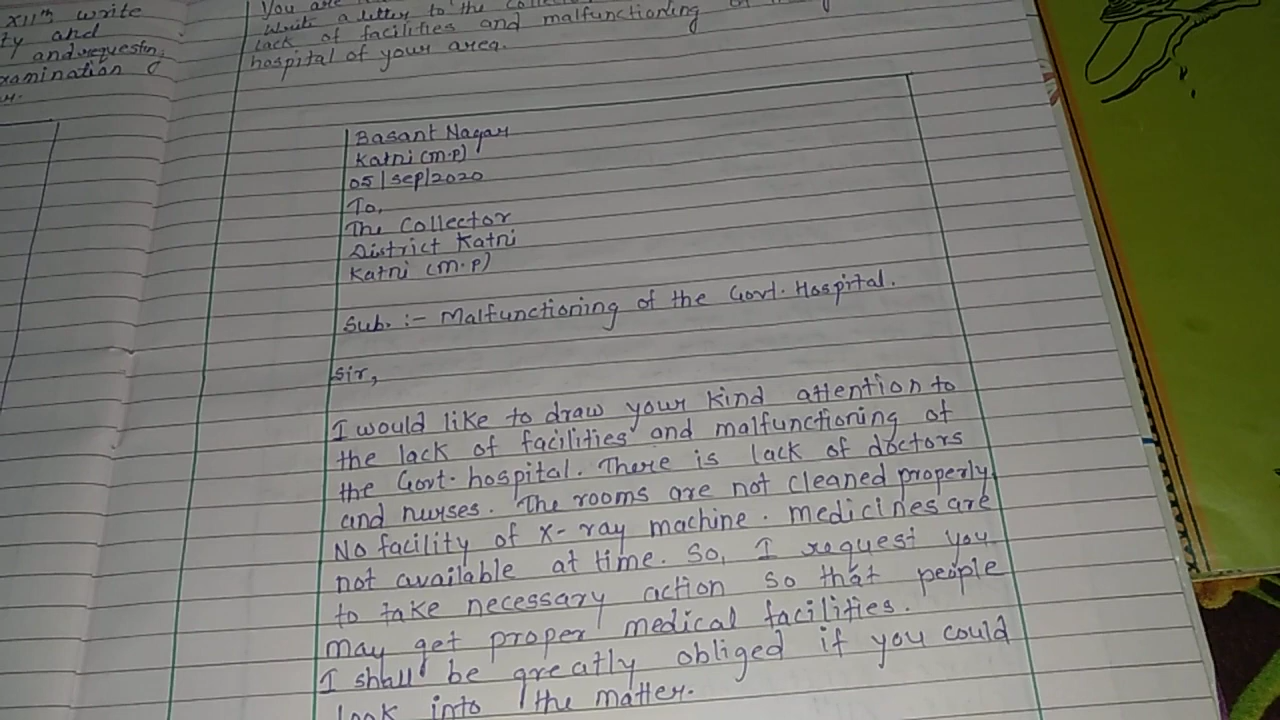 XIIth write
ty and
and requestin
xamination
You are
Write a letter to the Collec
lack of facilities and malfunctioning
hospital of your area.
Basant Nagar
Katni (m.p)
05/Sep/2020
To,
The Collector
District Katni
Katni (m.p)
Sub. :- Malfunctioning of the Govt. Hospital.
Sir,
I would like to draw your kind attention to
the lack of facilities and malfunctioning of
the Govt. hospital. There is lack of doctors
and nurses. The rooms are not cleaned properly.
No facility of x-ray machine. medicines are
not available at time. So, I request you
to take necessary action so that people
may get proper medical facilities.
I shall be greatly obliged if you could
look into the matter.